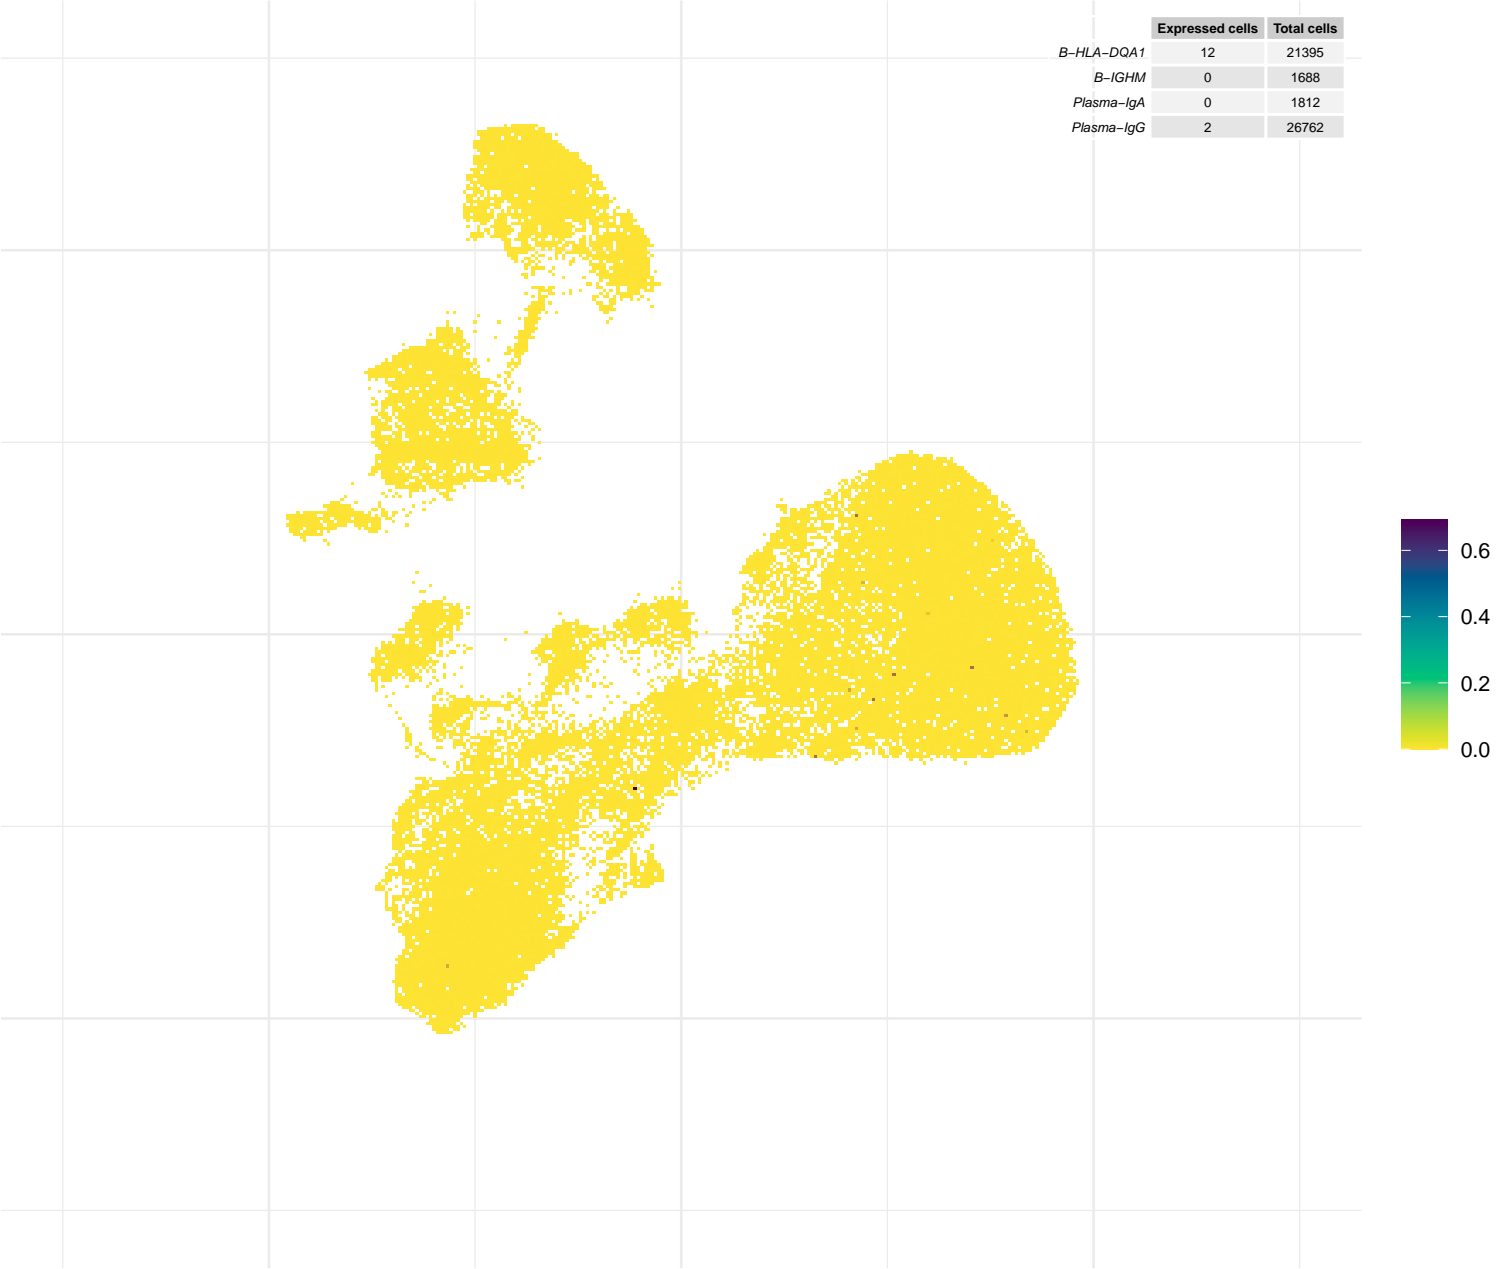 Expressed cells Total cells
B−HLA−DQA1 12 21395
B−IGHM 0 1688
Plasma−IgA 0 1812
Plasma−IgG 2 26762
0.6
0.4
0.2
0.0